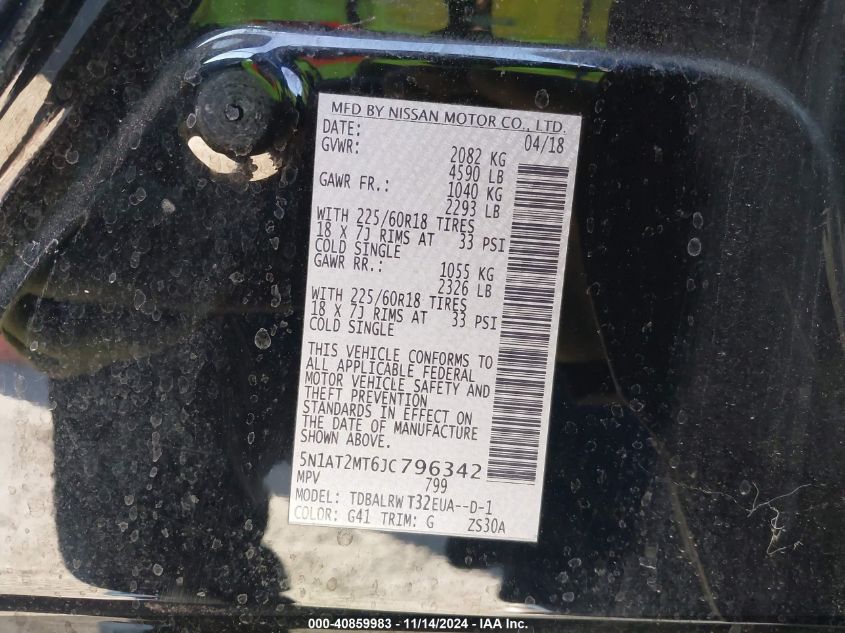 MFD BY NISSAN MOTOR CO., LTD.
DATE: 04/18
GVWR: 2082 KG
4590 LB
GAWR FR.: 1040 KG
2293 LB
WITH 225/60R18 TIRES
18 X 7J RIMS AT 33 PSI
COLD SINGLE
GAWR RR.: 1055 KG
2326 LB
WITH 225/60R18 TIRES
18 X 7J RIMS AT 33 PSI
COLD SINGLE
THIS VEHICLE CONFORMS TO
ALL APPLICABLE FEDERAL
MOTOR VEHICLE SAFETY AND
THEFT PREVENTION
STANDARDS IN EFFECT ON
THE DATE OF MANUFACTURE
SHOWN ABOVE.
5N1AT2MT6JC796342
MPV 799
MODEL: TDBALRW T32EUA--D-1
COLOR: G41 TRIM: G ZS30A
000-40859983 - 11/14/2024 - IAA Inc.